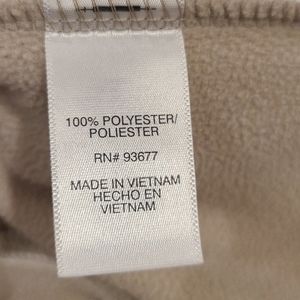 100% POLYESTER/
POLIESTER
RN# 93677
MADE IN VIETNAM
HECHO EN
VIETNAM